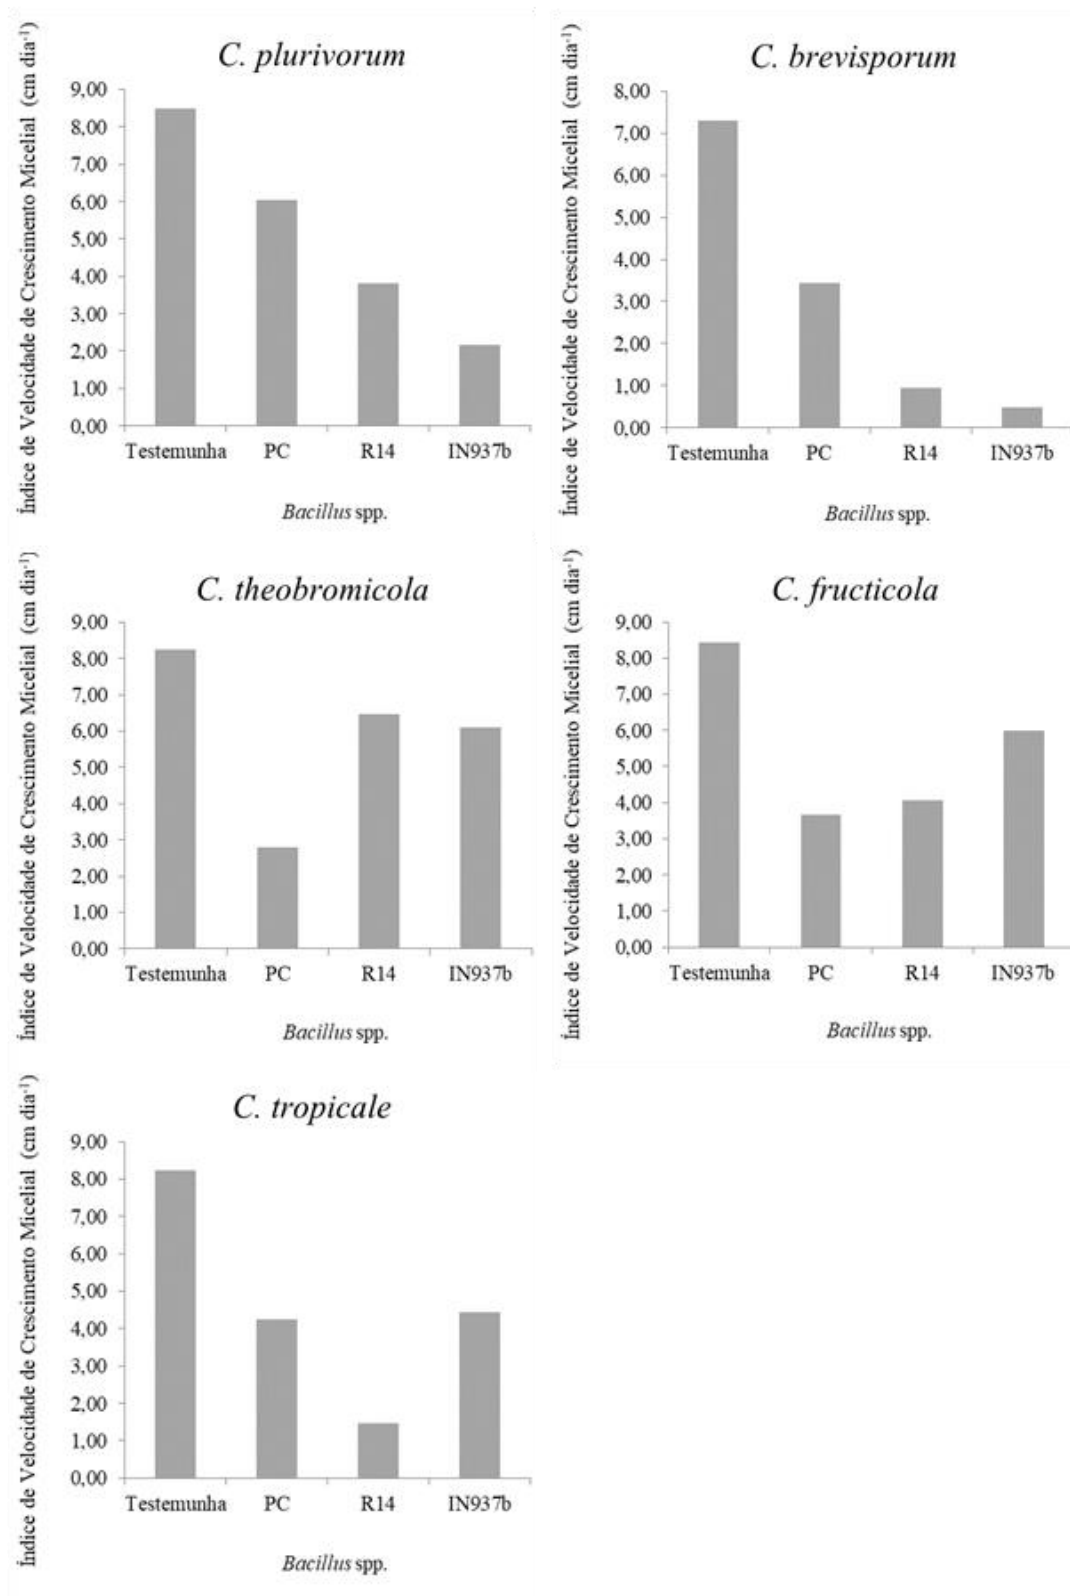 C. plurivorum
Índice de Velocidade de Crescimento Micelial (cm dia⁻¹)
9,00
8,00
7,00
6,00
5,00
4,00
3,00
2,00
1,00
0,00
Testemunha PC R14 IN937b
Bacillus spp.
C. brevisporum
Índice de Velocidade de Crescimento Micelial (cm dia⁻¹)
8,00
7,00
6,00
5,00
4,00
3,00
2,00
1,00
0,00
Testemunha PC R14 IN937b
Bacillus spp.
C. theobromicola
Índice de Velocidade de Crescimento Micelial (cm dia⁻¹)
9,00
8,00
7,00
6,00
5,00
4,00
3,00
2,00
1,00
0,00
Testemunha PC R14 IN937b
Bacillus spp.
C. fructicola
Índice de Velocidade de Crescimento Micelial (cm dia⁻¹)
9,00
8,00
7,00
6,00
5,00
4,00
3,00
2,00
1,00
0,00
Testemunha PC R14 IN937b
Bacillus spp.
C. tropicale
Índice de Velocidade de Crescimento Micelial (cm dia⁻¹)
9,00
8,00
7,00
6,00
5,00
4,00
3,00
2,00
1,00
0,00
Testemunha PC R14 IN937b
Bacillus spp.